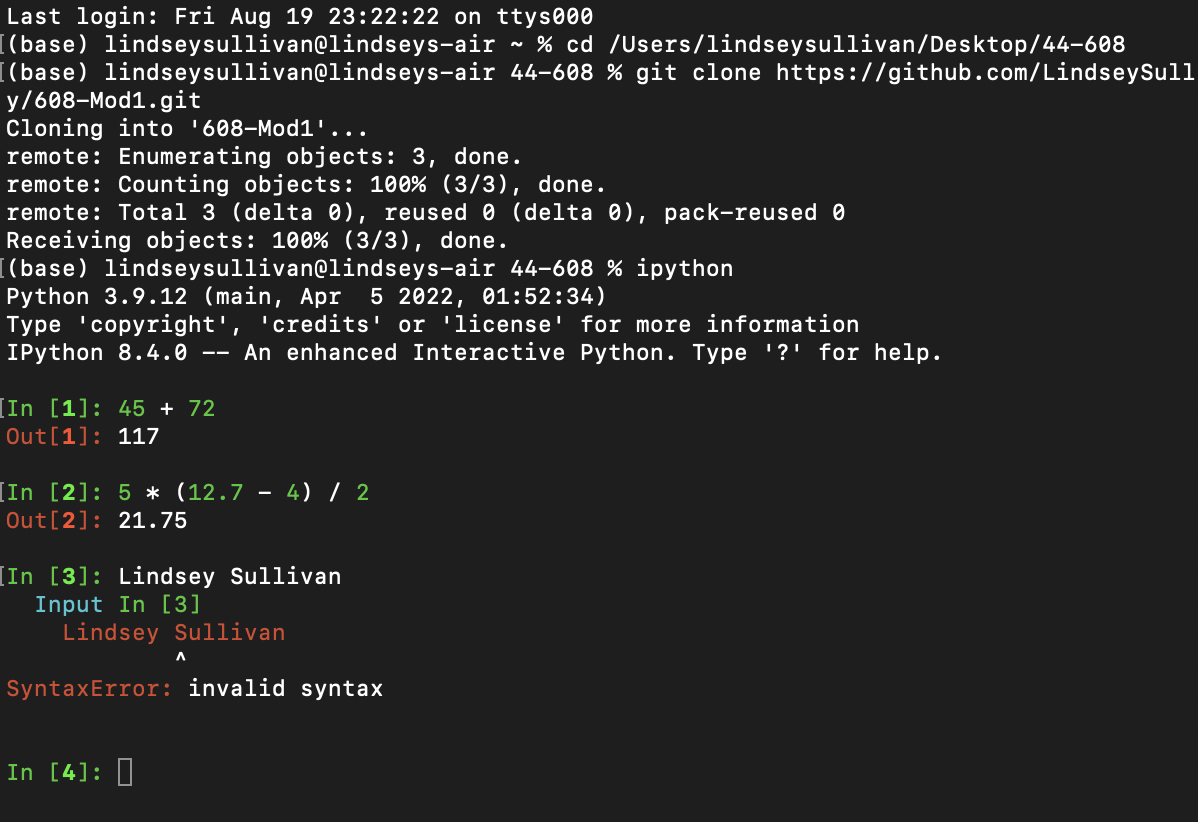 Last login: Fri Aug 19 23:22:22 on ttys000
[(base) lindseysullivan@lindseys-air ~ % cd /Users/lindseysullivan/Desktop/44-608
[(base) lindseysullivan@lindseys-air 44-608 % git clone https://github.com/LindseySull
y/608-Mod1.git
Cloning into '608-Mod1'...
remote: Enumerating objects: 3, done.
remote: Counting objects: 100% (3/3), done.
remote: Total 3 (delta 0), reused 0 (delta 0), pack-reused 0
Receiving objects: 100% (3/3), done.
[(base) lindseysullivan@lindseys-air 44-608 % ipython
Python 3.9.12 (main, Apr  5 2022, 01:52:34)
Type 'copyright', 'credits' or 'license' for more information
IPython 8.4.0 -- An enhanced Interactive Python. Type '?' for help.
[In [1]: 45 + 72
Out[1]: 117
[In [2]: 5 * (12.7 - 4) / 2
Out[2]: 21.75
[In [3]: Lindsey Sullivan
  Input In [3]
    Lindsey Sullivan
            ^
SyntaxError: invalid syntax
In [4]: